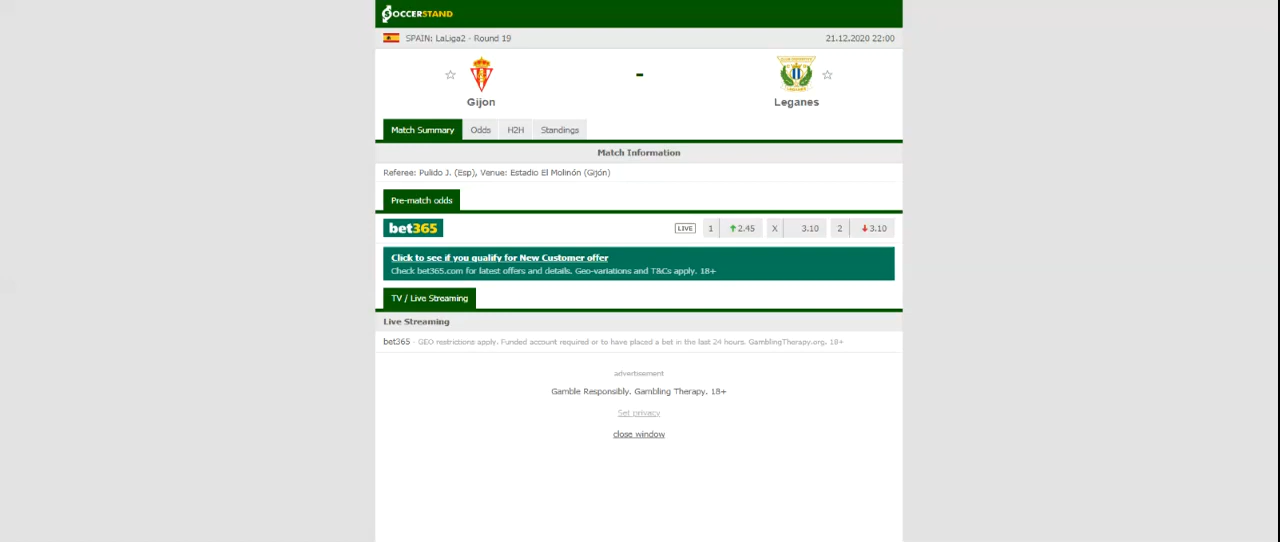 SOCCERSTAND
SPAIN: LaLiga2 - Round 19 21.12.2020 22:00
-
Gijon Leganes
Match Summary Odds H2H Standings
Match Information
Referee: Pulido J. (Esp), Venue: Estadio El Molinón (Gijón)
Pre-match odds
bet365 LIVE 1 2.45 X 3.10 2 3.10
Click to see if you qualify for New Customer offer
Check bet365.com for latest offers and details. Geo-variations and T&Cs apply. 18+
TV / Live Streaming
Live Streaming
bet365 - GEO restrictions apply. Funded account required or to have placed a bet in the last 24 hours. GamblingTherapy.org. 18+
advertisement
Gamble Responsibly. Gambling Therapy. 18+
Set privacy
close window